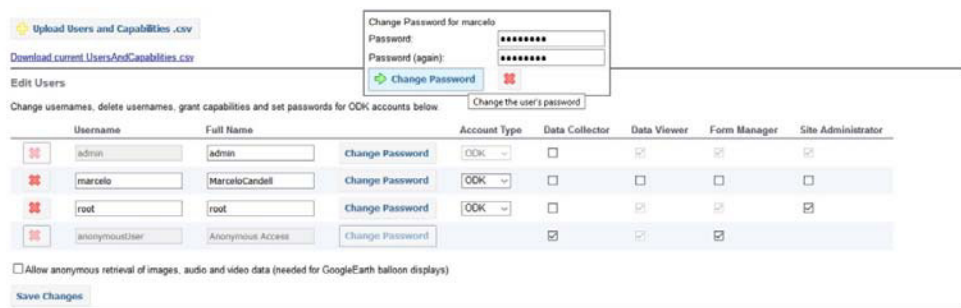 Upload Users and Capabilities .csv
Download current UsersAndCapabilities.csv
Change Password for marcelo
Password:
Password (again):
Change Password
Change the user's password
Edit Users
Change usernames, delete usernames, grant capabilities and set passwords for ODK accounts below.
Username Full Name Account Type Data Collector Data Viewer Form Manager Site Administrator
admin admin Change Password ODK
marcelo MarceloCandell Change Password ODK
root root Change Password ODK
anonymousUser Anonymous Access Change Password
Allow anonymous retrieval of images, audio and video data (needed for GoogleEarth balloon displays)
Save Changes